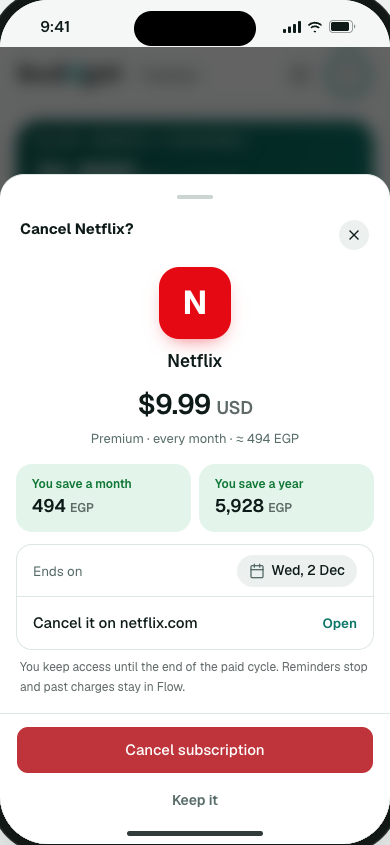 9:41
Cancel Netflix?
N
Netflix
$9.99 USD
Premium · every month · ≈ 494 EGP
You save a month
494 EGP
You save a year
5,928 EGP
Ends on
Wed, 2 Dec
Cancel it on netflix.com
Open
You keep access until the end of the paid cycle. Reminders stop
and past charges stay in Flow.
Cancel subscription
Keep it